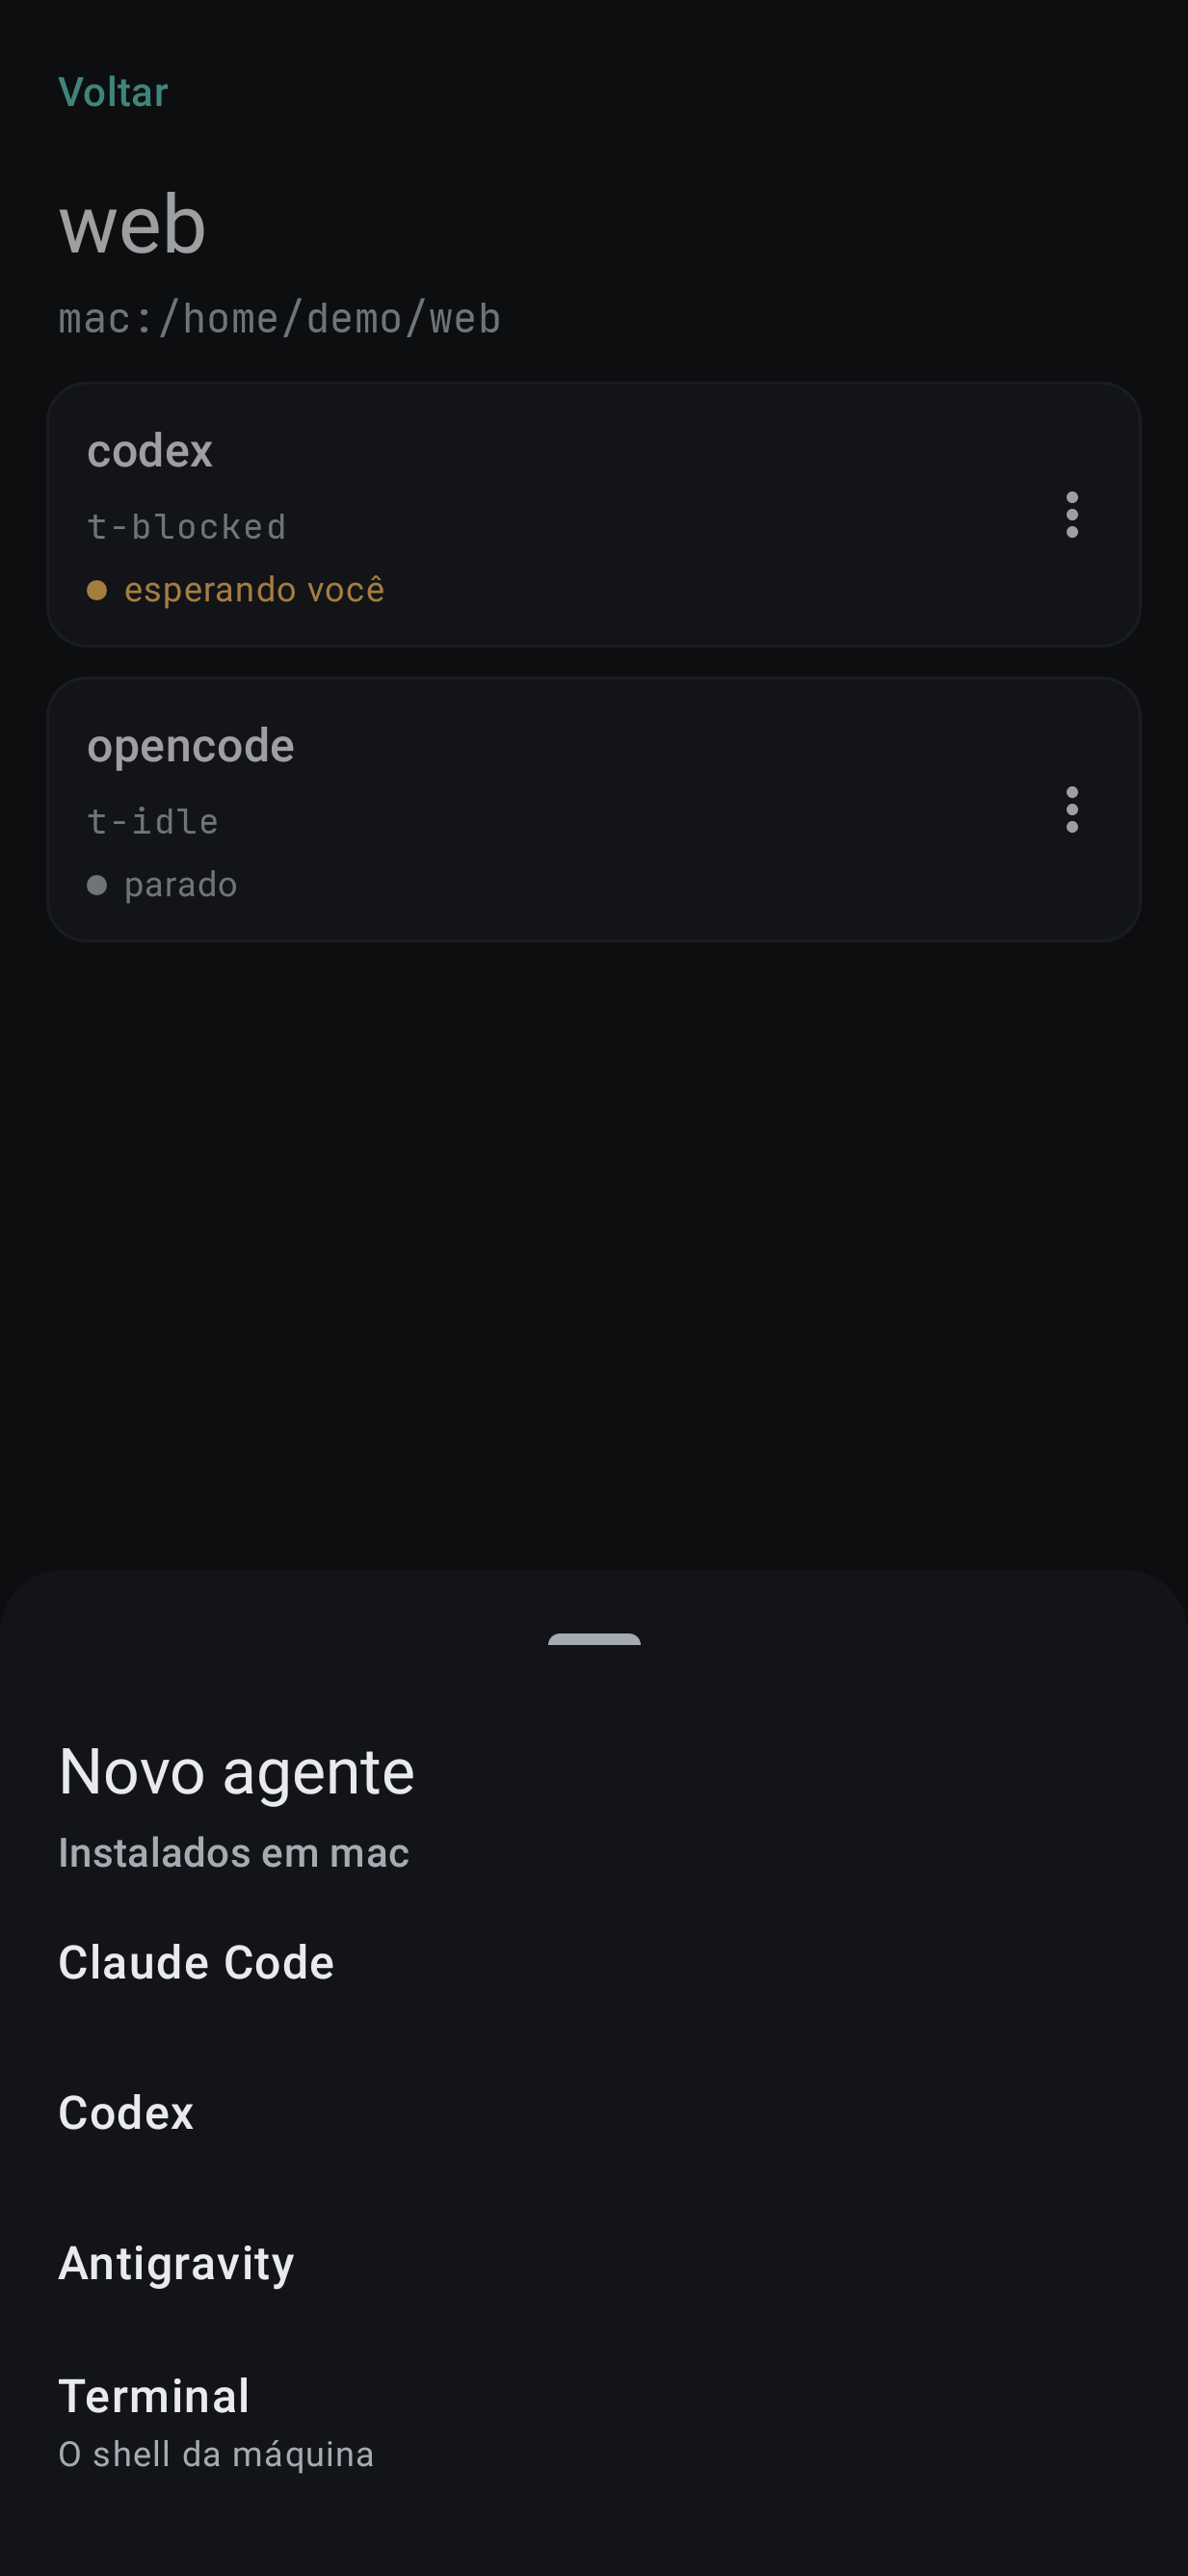 Voltar
web
mac:/home/demo/web
codex
t-blocked
esperando você
opencode
t-idle
parado
Novo agente
Instalados em mac
Claude Code
Codex
Antigravity
Terminal
O shell da máquina